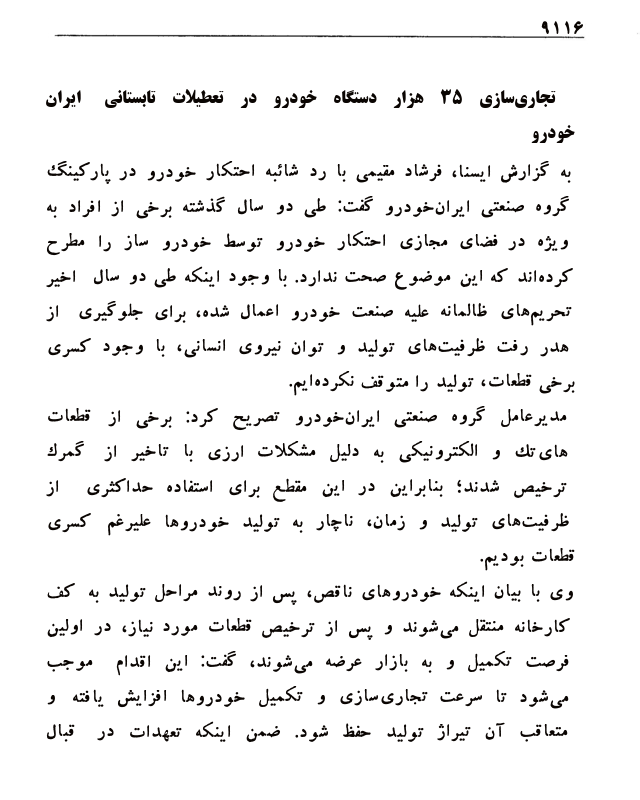 ۹۱۱۶
تجاری‌سازی ۳۵ هزار دستگاه خودرو در تعطیلات تابستانی ایران
خودرو
به گزارش ایسنا، فرشاد مقیمی با رد شائبه احتکار خودرو در پارکینگ
گروه صنعتی ایران‌خودرو گفت: طی دو سال گذشته برخی از افراد به
ویژه در فضای مجازی احتکار خودرو توسط خودرو ساز را مطرح
کرده‌اند که این موضوع صحت ندارد. با وجود اینکه طی دو سال اخیر
تحریم‌های ظالمانه علیه صنعت خودرو اعمال شده، برای جلوگیری از
هدر رفت ظرفیت‌های تولید و توان نیروی انسانی، با وجود کسری
برخی قطعات، تولید را متوقف نکرده‌ایم.
مدیرعامل گروه صنعتی ایران‌خودرو تصریح کرد: برخی از قطعات
های‌تك و الکترونیکی به دلیل مشکلات ارزی با تاخیر از گمرك
ترخیص شدند؛ بنابراین در این مقطع برای استفاده حداکثری از
ظرفیت‌های تولید و زمان، ناچار به تولید خودروها علیرغم کسری
قطعات بودیم.
وی با بیان اینکه خودروهای ناقص، پس از روند مراحل تولید به کف
کارخانه منتقل می‌شوند و پس از ترخیص قطعات مورد نیاز، در اولین
فرصت تکمیل و به بازار عرضه می‌شوند، گفت: این اقدام موجب
می‌شود تا سرعت تجاری‌سازی و تکمیل خودروها افزایش یافته و
متعاقب آن تیراژ تولید حفظ شود. ضمن اینکه تعهدات در قبال